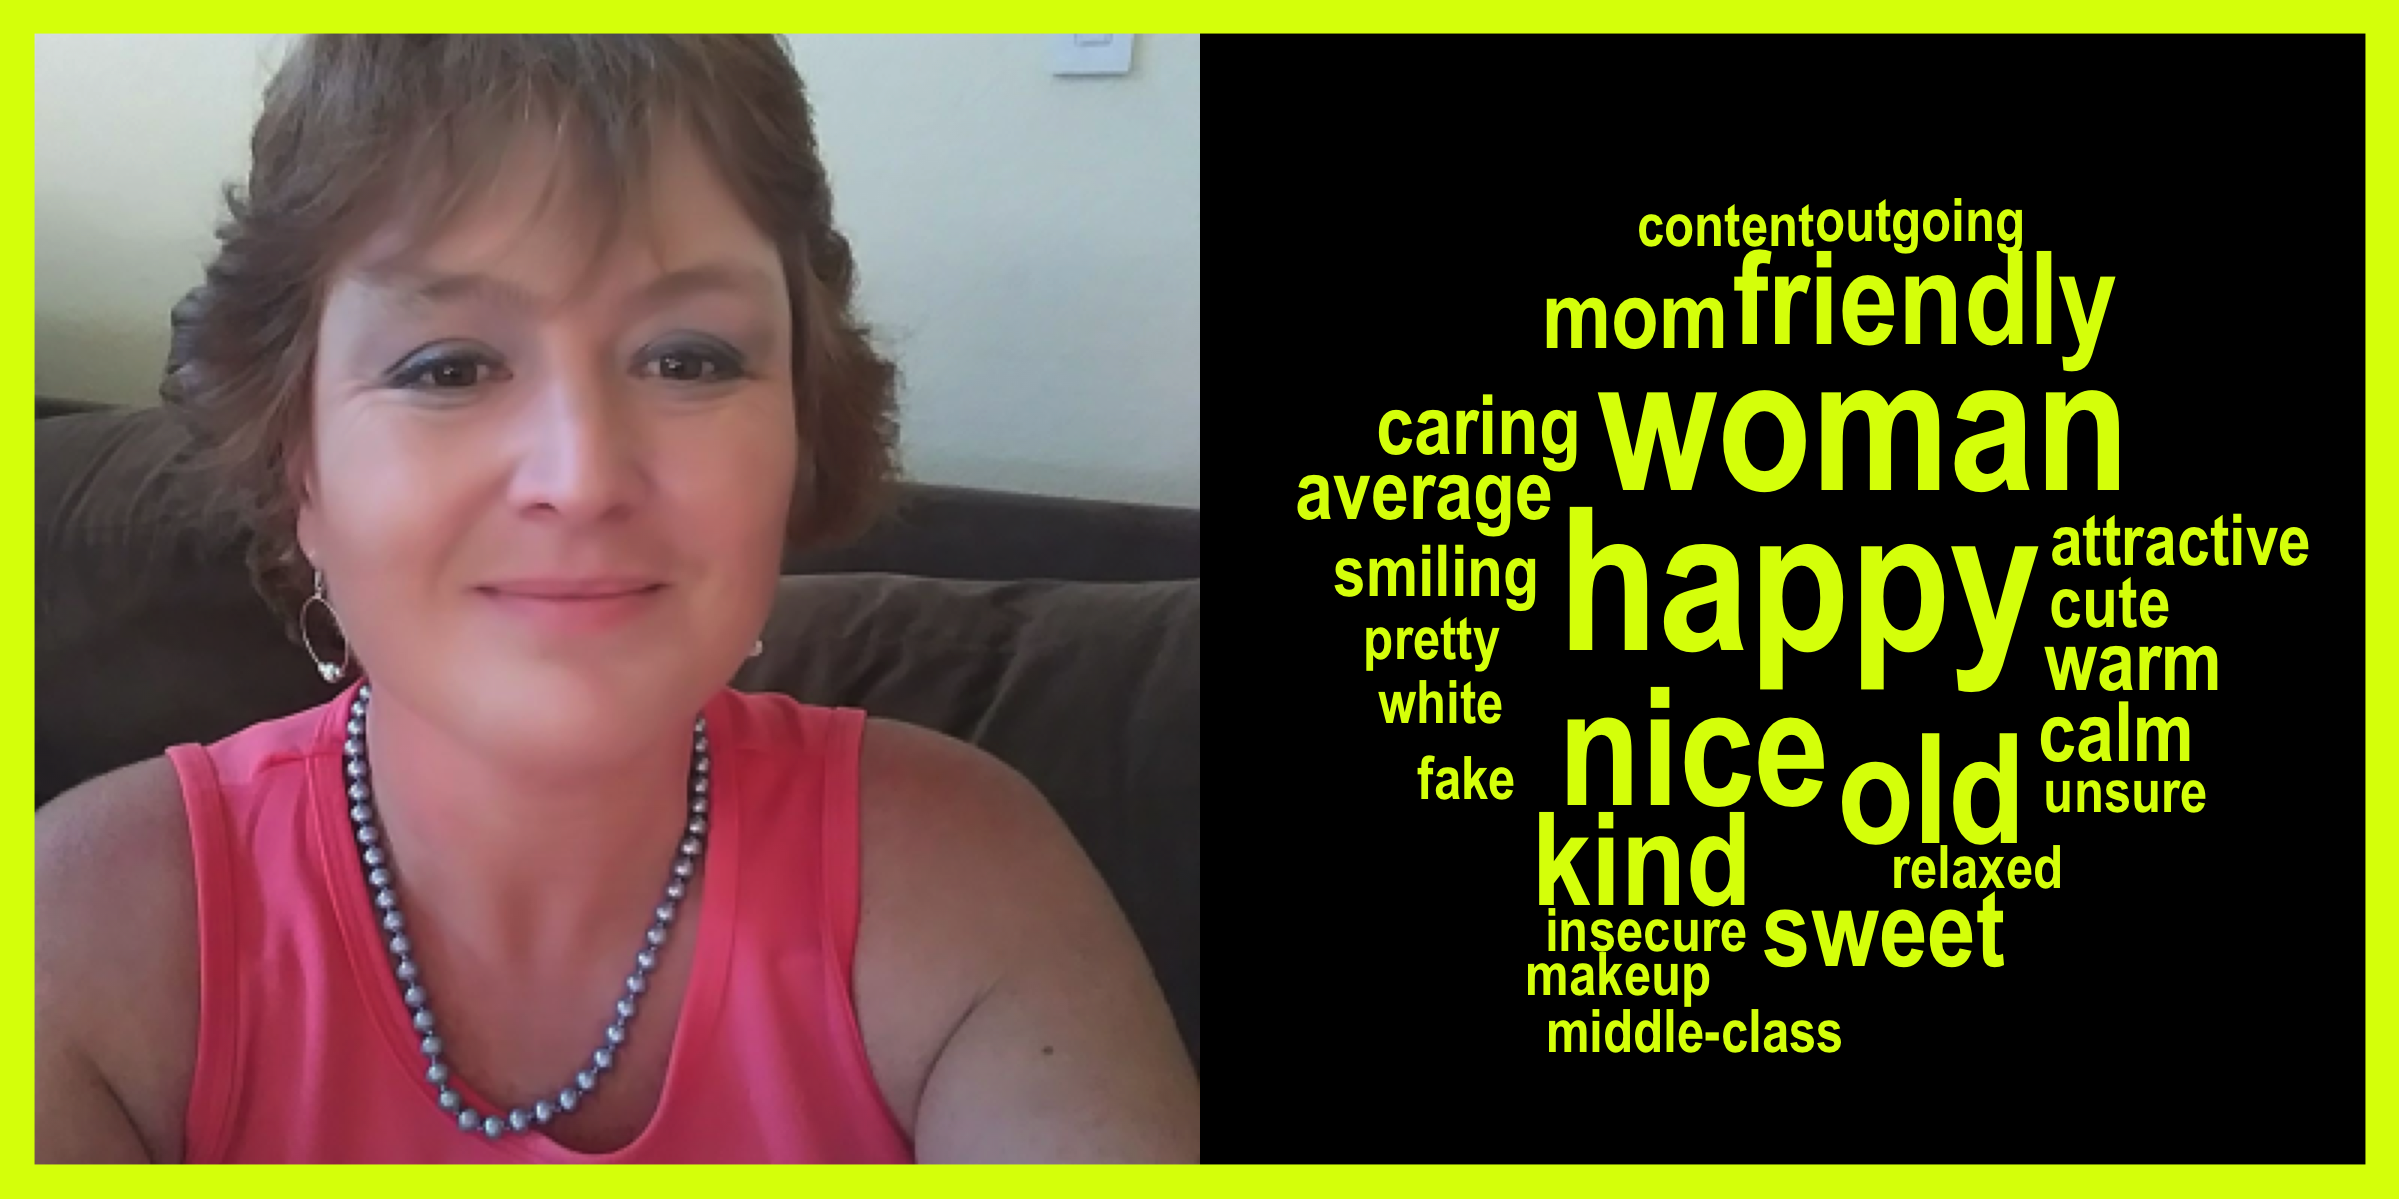 contentoutgoing
mom friendly
caring woman
average
happy attractive
smiling cute
pretty warm
white nice calm
fake old unsure
kind relaxed
insecure sweet
makeup
middle-class